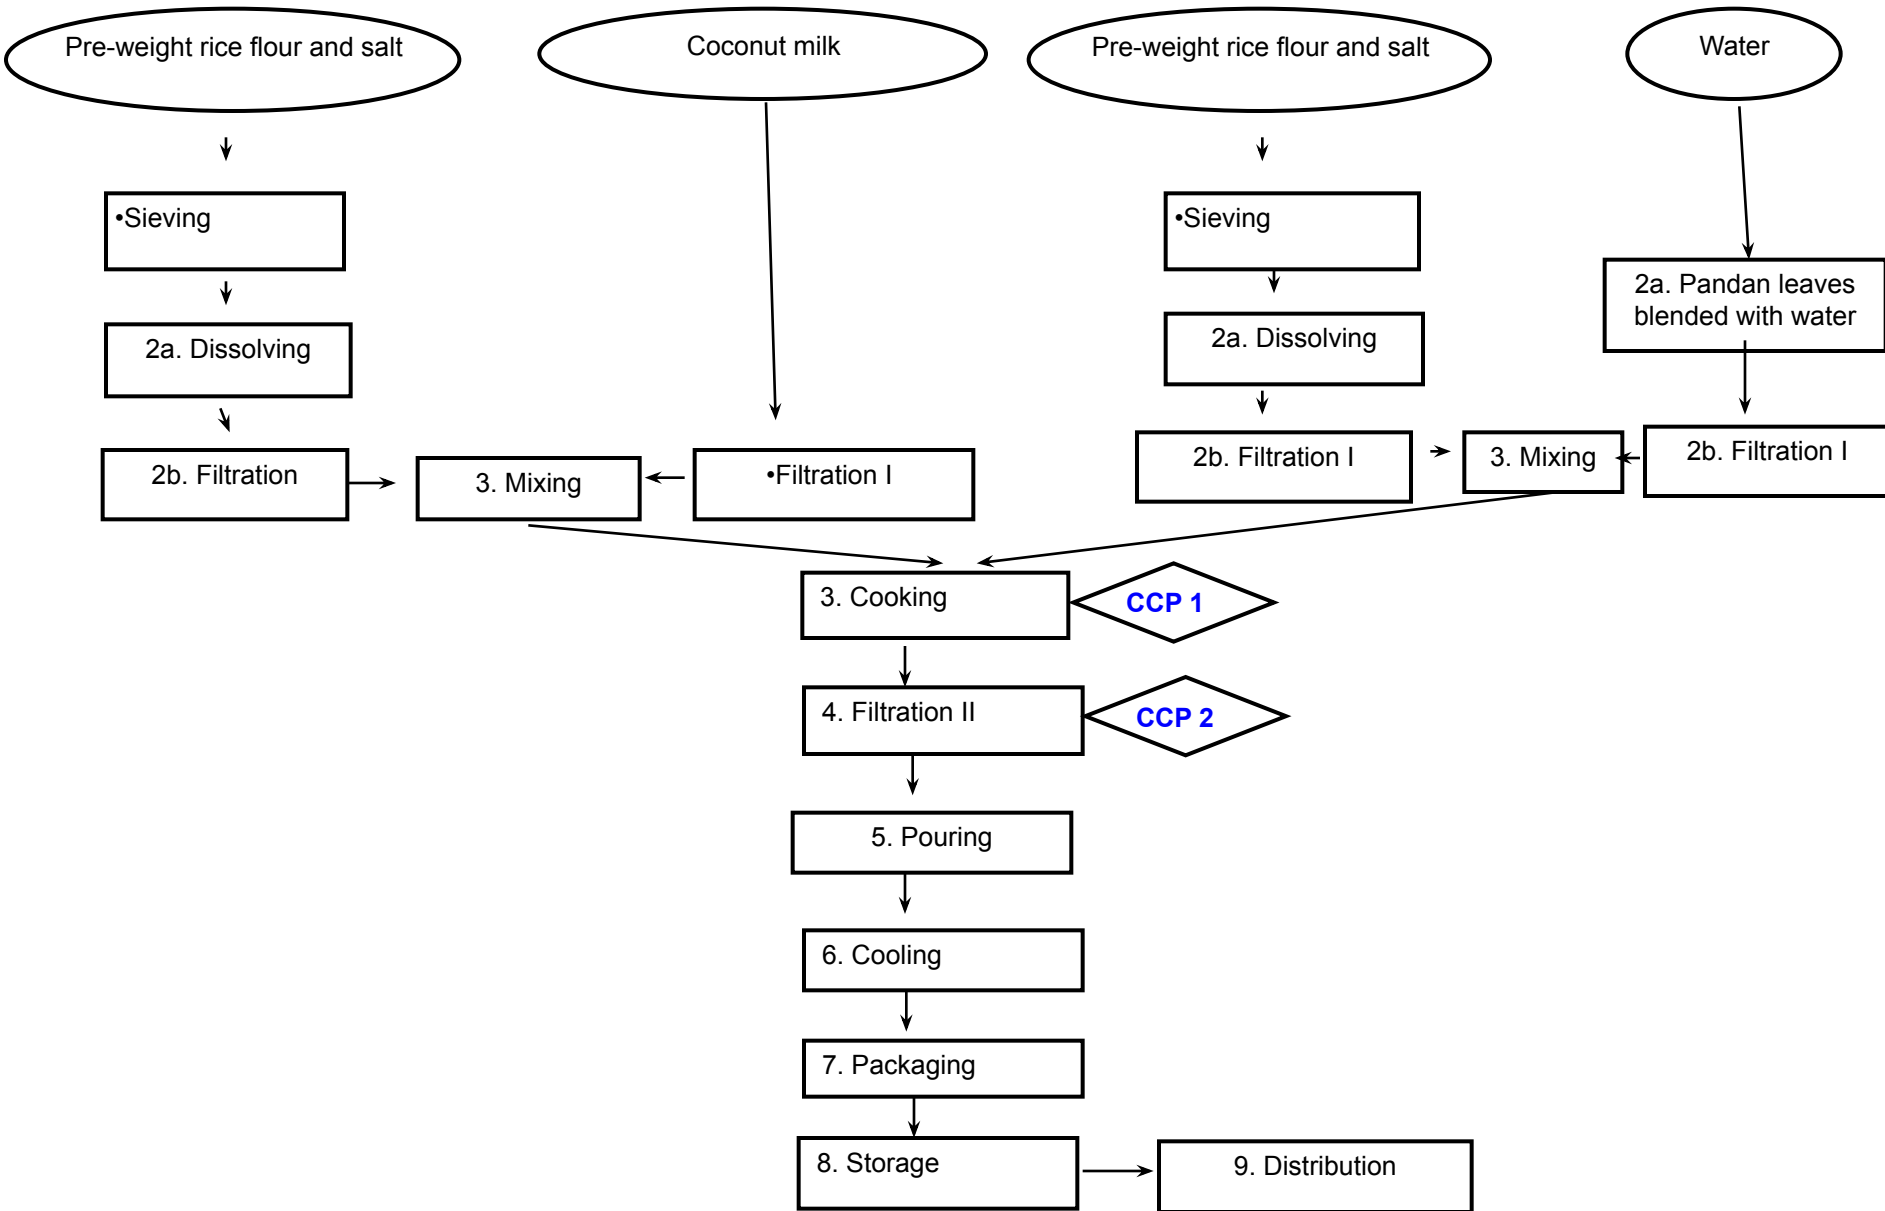 Pre-weight rice flour and salt
Coconut milk
Pre-weight rice flour and salt
Water
•Sieving
•Sieving
2a. Pandan leaves
blended with water
2a. Dissolving
2a. Dissolving
2b. Filtration
3. Mixing
•Filtration I
2b. Filtration I
3. Mixing
2b. Filtration I
3. Cooking
CCP 1
4. Filtration II
CCP 2
5. Pouring
6. Cooling
7. Packaging
8. Storage
9. Distribution